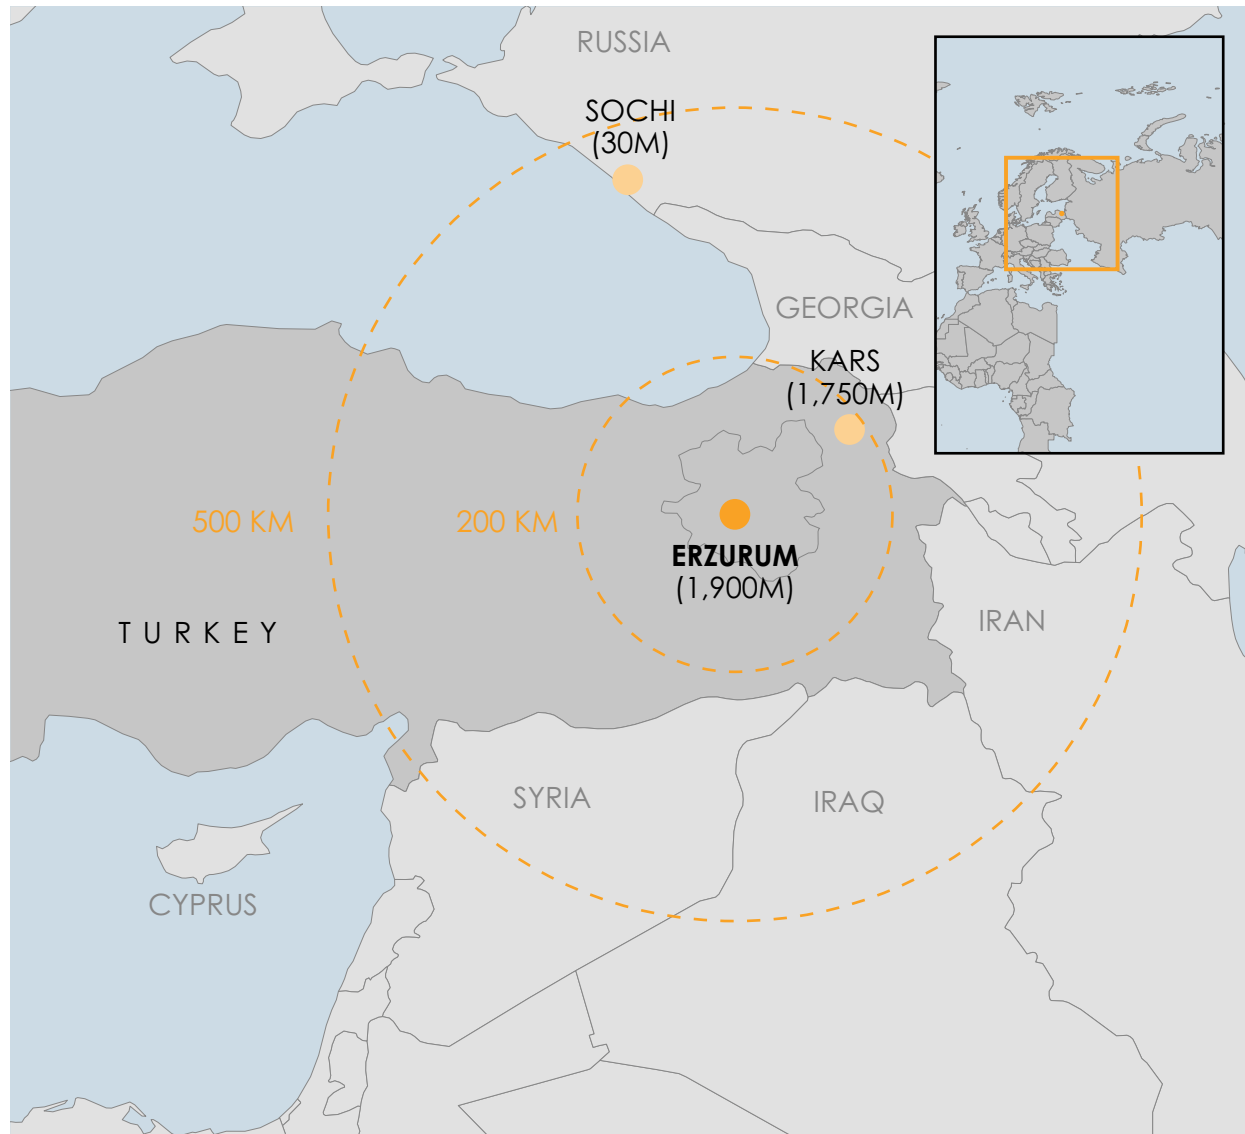 RUSSIA
SOCHI
(30M)
GEORGIA
KARS
(1,750M)
500 KM
200 KM
ERZURUM
(1,900M)
TURKEY
IRAN
SYRIA
IRAQ
CYPRUS